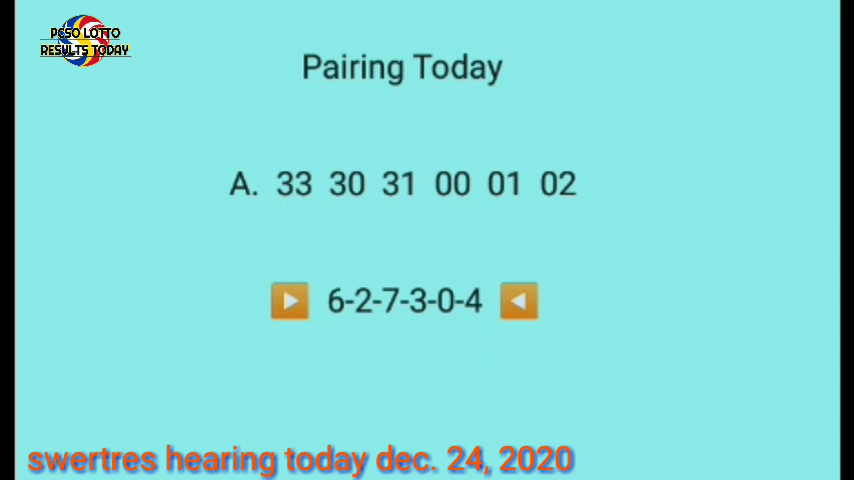 PCSO LOTTO
RESULTS TODAY
Pairing Today
A. 33 30 31 00 01 02
6-2-7-3-0-4
swertres hearing today dec. 24, 2020